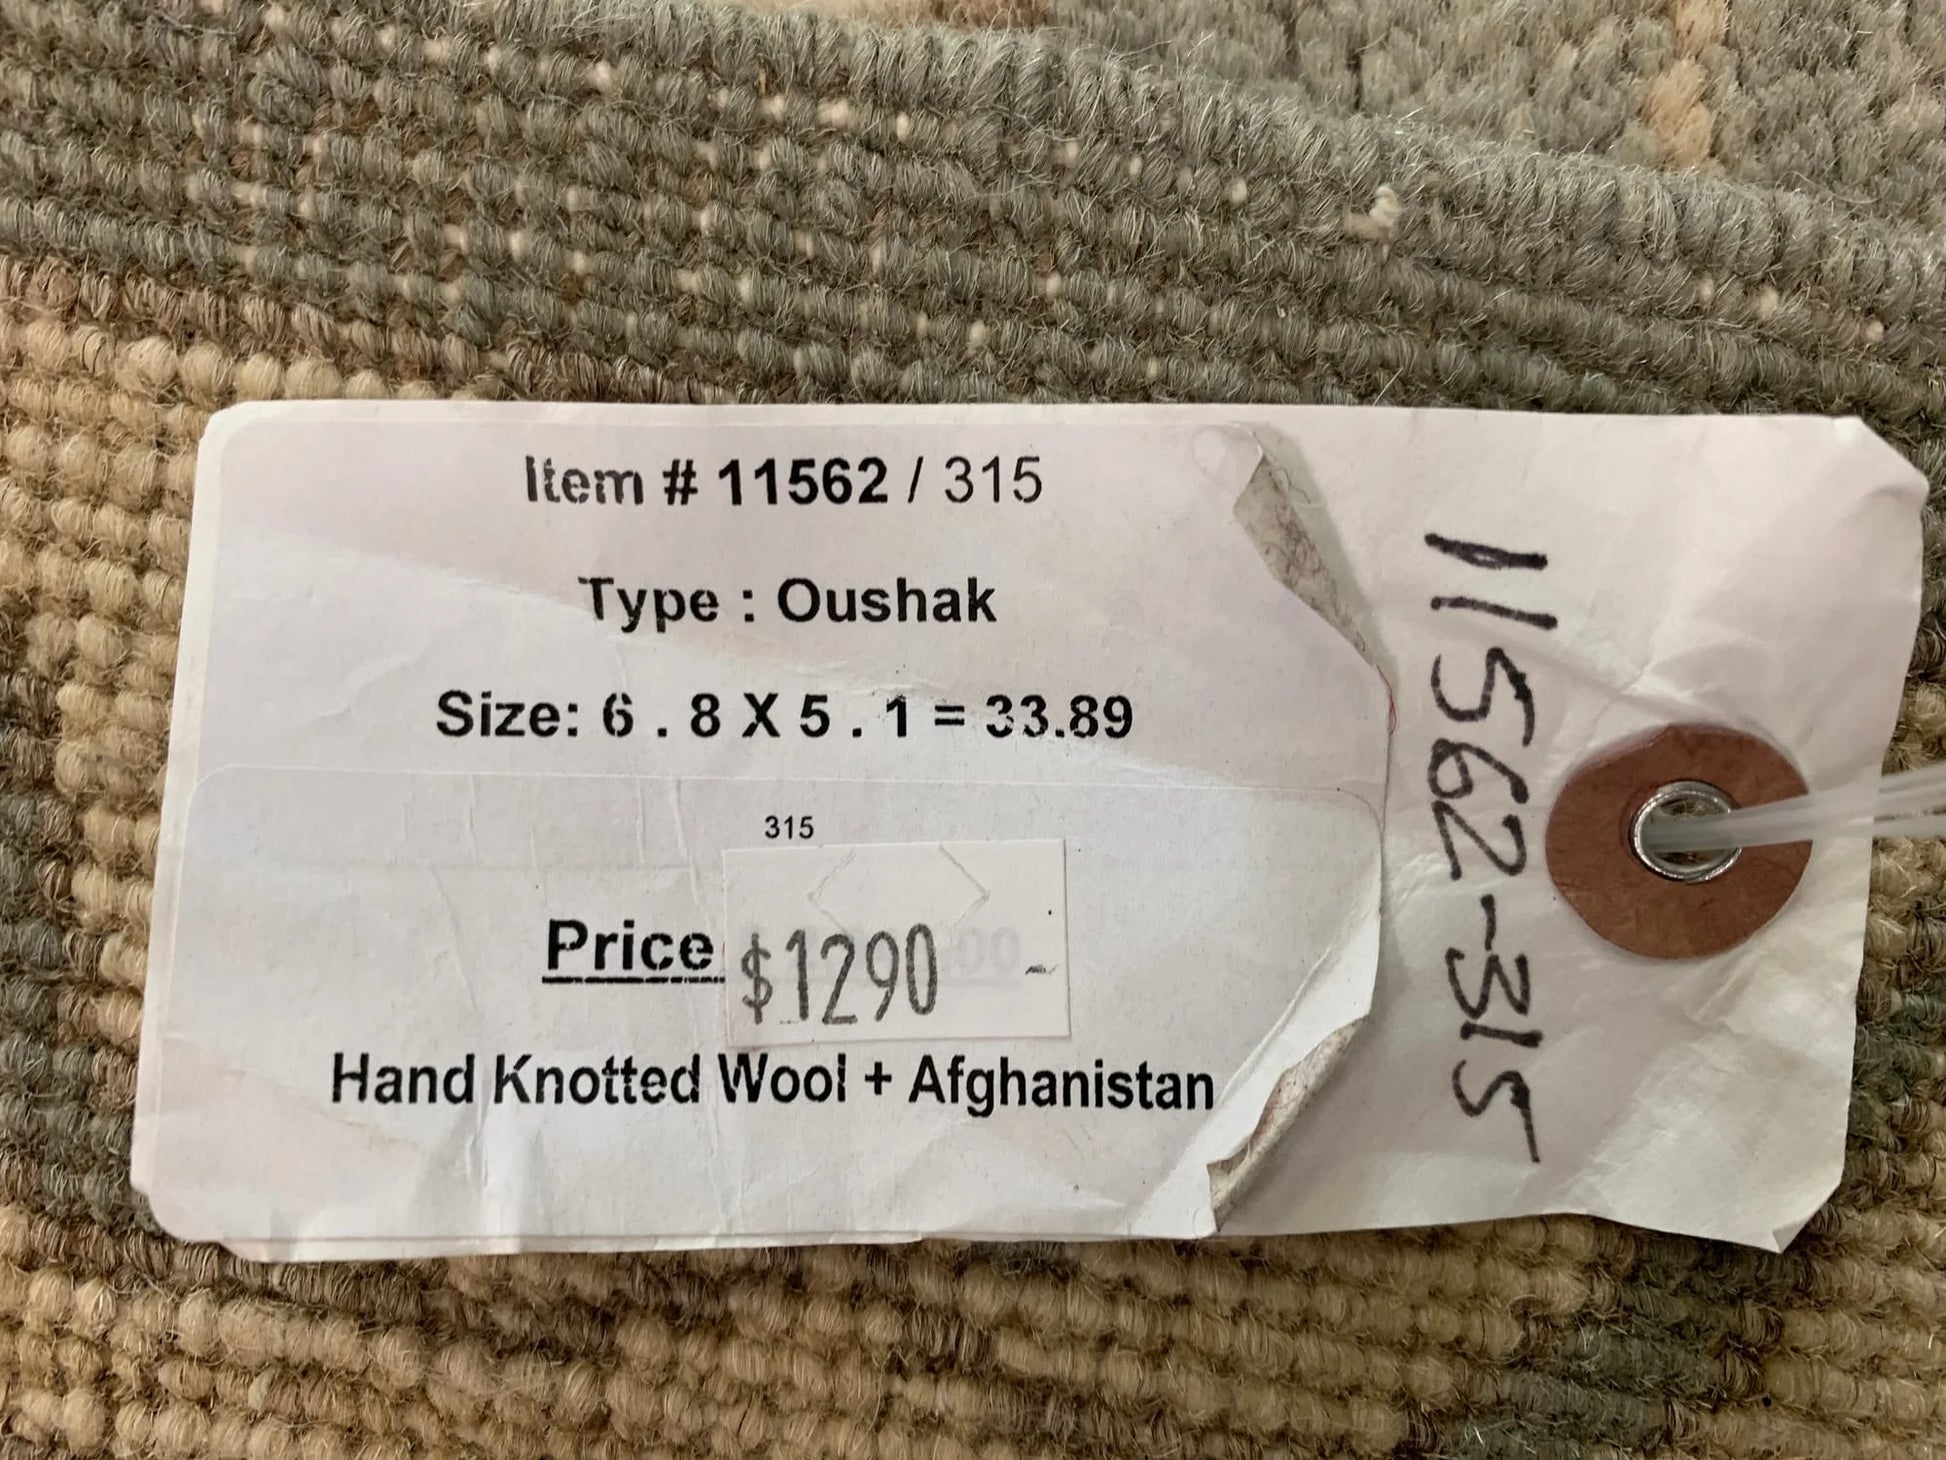 Item # 11562 / 315
Type : Oushak
Size: 6 . 8 X 5 . 1 = 33.89
315
Price $1290 -
Hand Knotted Wool + Afghanistan
11562-315